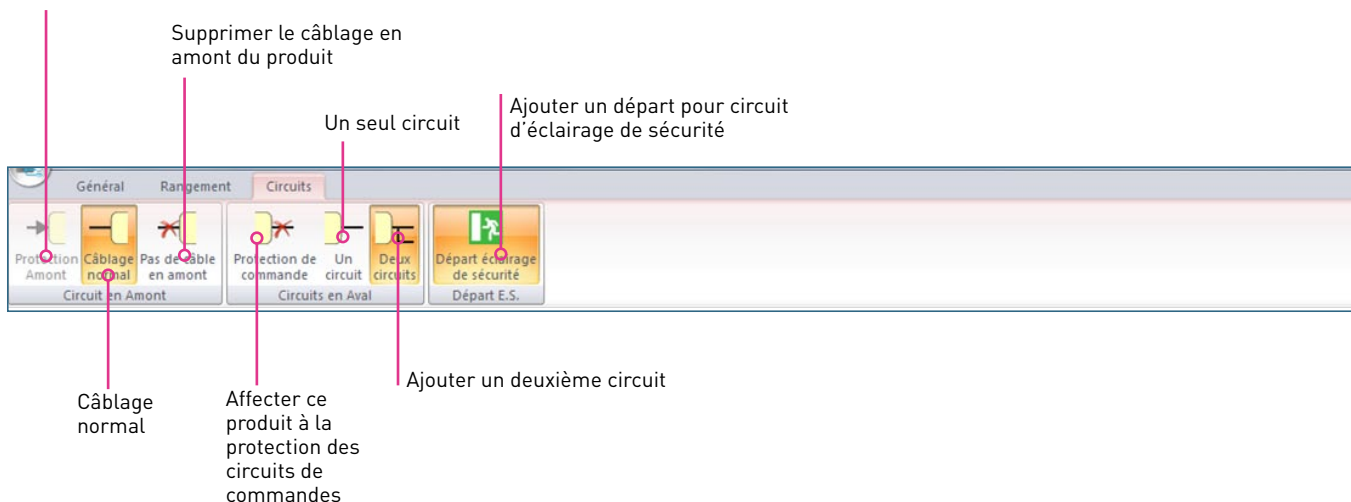 Supprimer le câblage en
amont du produit
Ajouter un départ pour circuit
d'éclairage de sécurité
Un seul circuit
Général Rangement Circuits
Protection Amont
Câblage normal
Pas de câble en amont
Protection de commande
Un circuit
Deux circuits
Départ éclairage de sécurité
Circuit en Amont Circuits en Aval Départ E.S.
Câblage
normal
Affecter ce
produit à la
protection des
circuits de
commandes
Ajouter un deuxième circuit